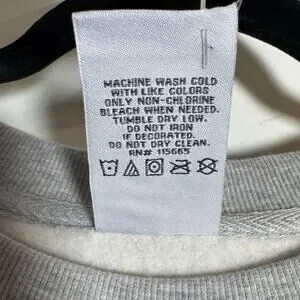 MACHINE WASH COLD
WITH LIKE COLORS
ONLY NON-CHLORINE
BLEACH WHEN NEEDED.
TUMBLE DRY LOW.
DO NOT IRON
IF DECORATED.
DO NOT DRY CLEAN.
RN# 115665